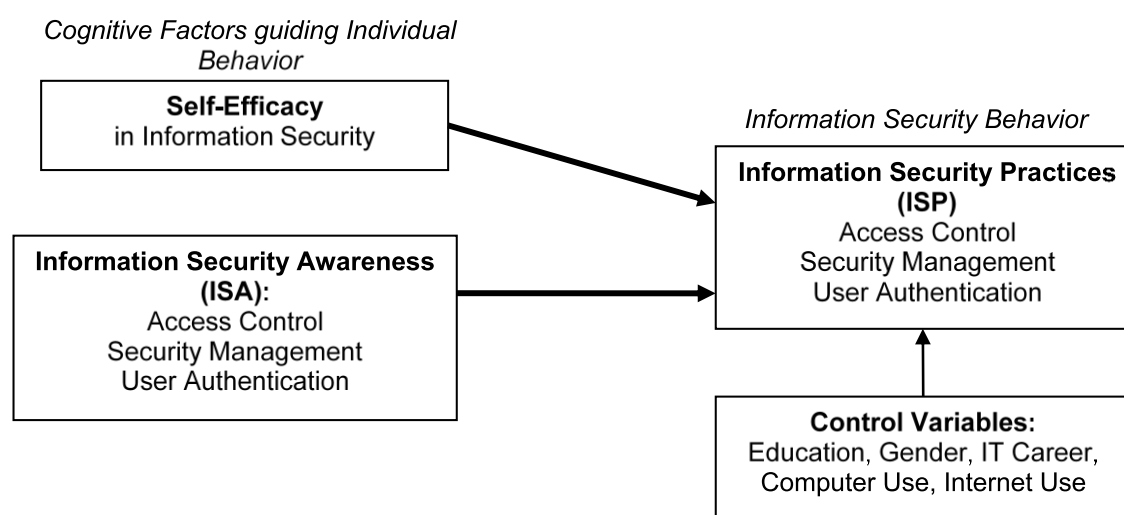 Cognitive Factors guiding Individual
Behavior
Self-Efficacy
in Information Security
Information Security Behavior
Information Security Practices
(ISP)
Access Control
Security Management
User Authentication
Information Security Awareness
(ISA):
Access Control
Security Management
User Authentication
Control Variables:
Education, Gender, IT Career,
Computer Use, Internet Use